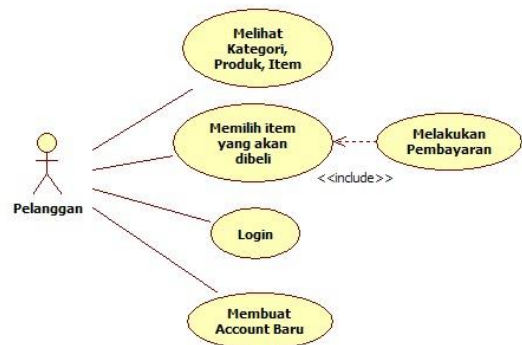 Melihat
Kategori,
Produk, Item
Memilih item
yang akan
dibeli
Melakukan
Pembayaran
<<include>>
Pelanggan
Login
Membuat
Account Baru